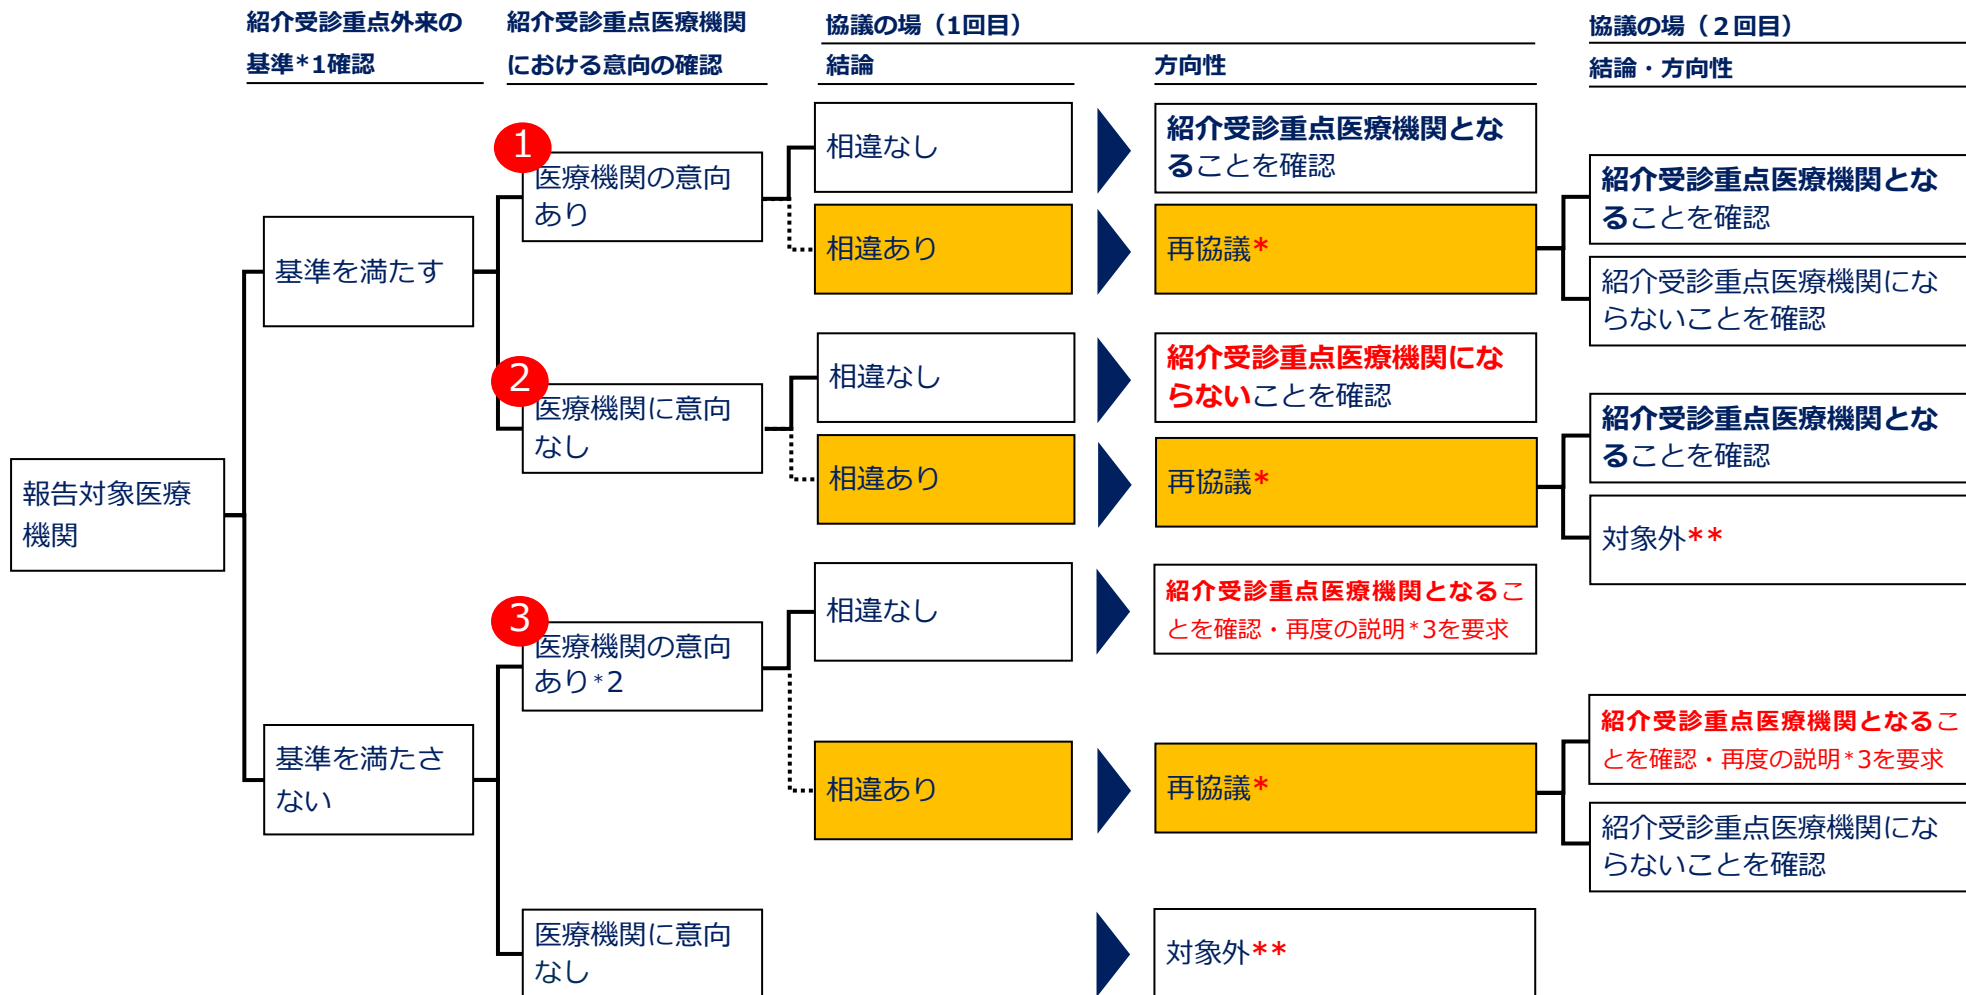 紹介受診重点外来の
基準*1確認
紹介受診重点医療機関
における意向の確認
協議の場（1回目）
結論
方向性
協議の場（２回目）
結論・方向性
報告対象医療
機関
基準を満たす
1
医療機関の意向
あり
相違なし
紹介受診重点医療機関とな
ることを確認
相違あり
再協議*
紹介受診重点医療機関とな
ることを確認
紹介受診重点医療機関にな
らないことを確認
2
医療機関に意向
なし
相違なし
紹介受診重点医療機関にな
らないことを確認
相違あり
再協議*
紹介受診重点医療機関とな
ることを確認
対象外**
基準を満たさ
ない
3
医療機関の意向
あり*2
相違なし
紹介受診重点医療機関となるこ
とを確認・再度の説明*3を要求
相違あり
再協議*
紹介受診重点医療機関となるこ
とを確認・再度の説明*3を要求
紹介受診重点医療機関にな
らないことを確認
医療機関に意向
なし
対象外**